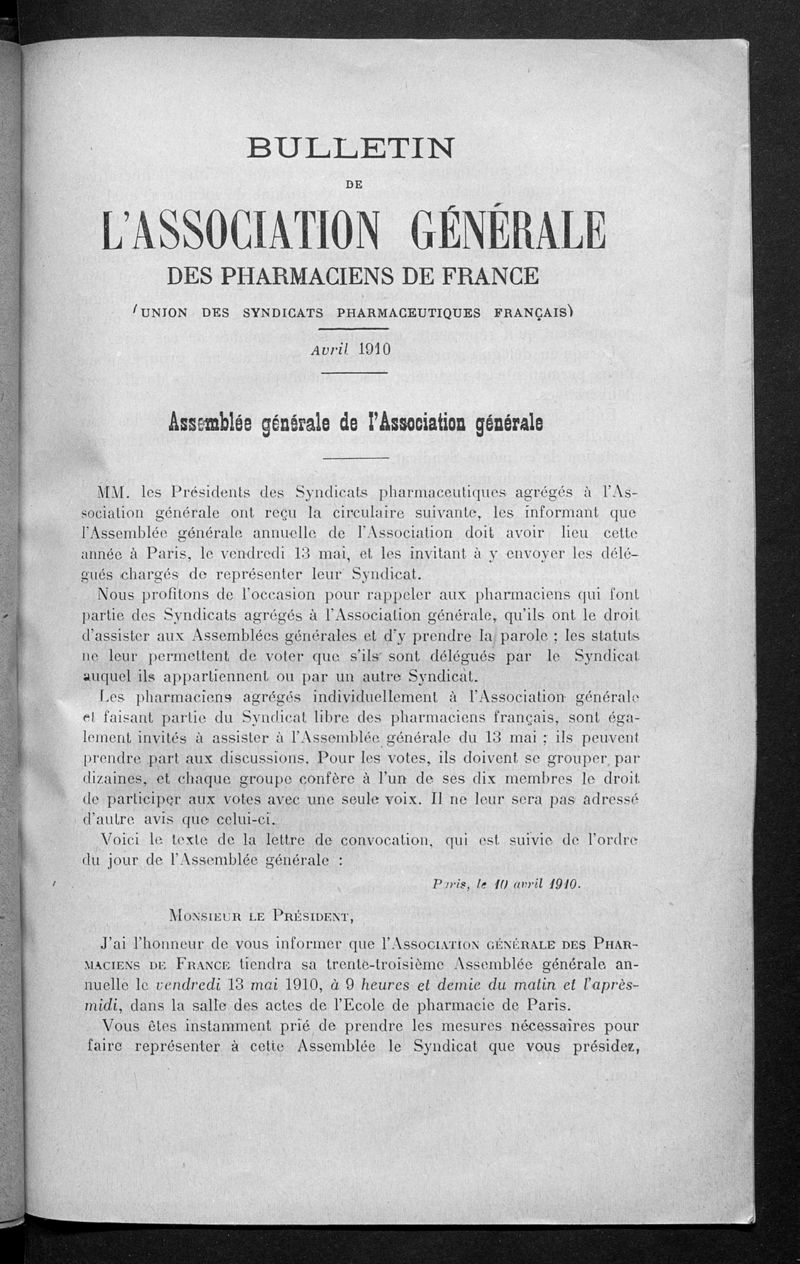 BULLETIN
DE
L'ASSOCIATION GÉNÉRALE
DES PHARMACIENS DE FRANCE
(UNION DES SYNDICATS PHARMACEUTIQUES FRANÇAIS)
Avril 1910
Assemblée générale de l'Association générale
MM. les Présidents des Syndicats pharmaceutiques agrégés à l'As-
sociation générale ont reçu la circulaire suivante, les informant que
l'Assemblée générale annuelle de l'Association doit avoir lieu cette
année à Paris, le vendredi 13 mai, et les invitant à y envoyer les délé-
gués chargés de représenter leur Syndicat.
Nous profitons de l'occasion pour rappeler aux pharmaciens qui font
partie des Syndicats agrégés à l'Association générale, qu'ils ont le droit
d'assister aux Assemblées générales et d'y prendre la parole ; les statuts
ne leur permettent de voter que s'ils sont délégués par le Syndicat
auquel ils appartiennent ou par un autre Syndicat.
Les pharmaciens agrégés individuellement à l'Association générale
et faisant partie du Syndicat libre des pharmaciens français, sont éga-
lement invités à assister à l'Assemblée générale du 13 mai ; ils peuvent
prendre part aux discussions. Pour les votes, ils doivent se grouper par
dizaines, et chaque groupe confère à l'un de ses dix membres le droit
de participer aux votes avec une seule voix. Il ne leur sera pas adressé
d'autre avis que celui-ci.
Voici le texte de la lettre de convocation, qui est suivie de l'ordre
du jour de l'Assemblée générale :
Paris, le 10 avril 1910.
MONSIEUR LE PRÉSIDENT,
J'ai l'honneur de vous informer que l'ASSOCIATION GÉNÉRALE DES PHAR-
MACIENS DE FRANCE tiendra sa trente-troisième Assemblée générale an-
nuelle le vendredi 13 mai 1910, à 9 heures et demie du matin et l'après-
midi, dans la salle des actes de l'Ecole de pharmacie de Paris.
Vous êtes instamment prié de prendre les mesures nécessaires pour
faire représenter à cette Assemblée le Syndicat que vous présidez,